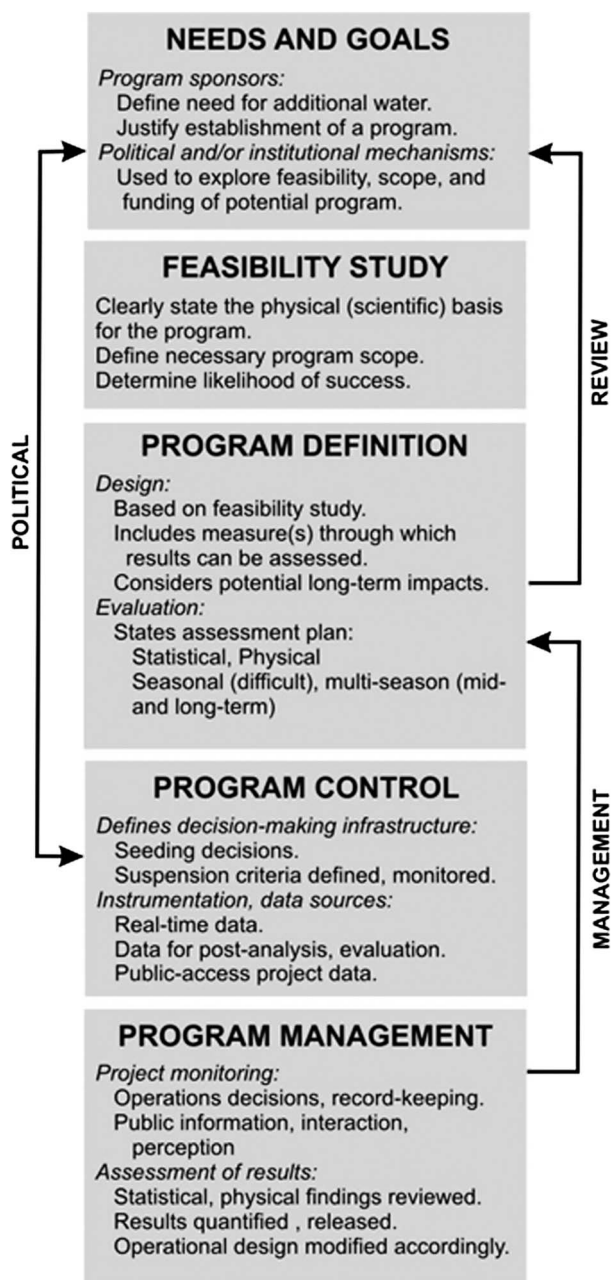 NEEDS AND GOALS
Program sponsors:
Define need for additional water.
Justify establishment of a program.
Political and/or institutional mechanisms:
Used to explore feasibility, scope, and
funding of potential program.
FEASIBILITY STUDY
Clearly state the physical (scientific) basis
for the program.
Define necessary program scope.
Determine likelihood of success.
PROGRAM DEFINITION
Design:
Based on feasibility study.
Includes measure(s) through which
results can be assessed.
Considers potential long-term impacts.
Evaluation:
States assessment plan:
Statistical, Physical
Seasonal (difficult), multi-season (mid-
and long-term)
PROGRAM CONTROL
Defines decision-making infrastructure:
Seeding decisions.
Suspension criteria defined, monitored.
Instrumentation, data sources:
Real-time data.
Data for post-analysis, evaluation.
Public-access project data.
PROGRAM MANAGEMENT
Project monitoring:
Operations decisions, record-keeping.
Public information, interaction,
perception
Assessment of results:
Statistical, physical findings reviewed.
Results quantified , released.
Operational design modified accordingly.
POLITICAL
REVIEW
MANAGEMENT